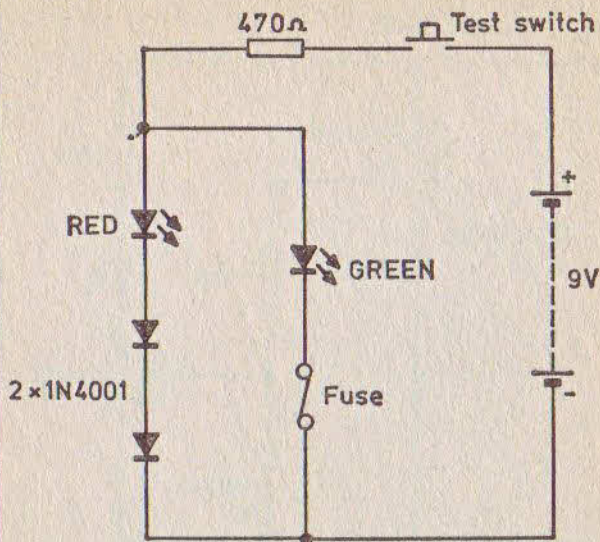 470Ω
Test switch
+
RED
GREEN
9V
2×1N4001
Fuse
-